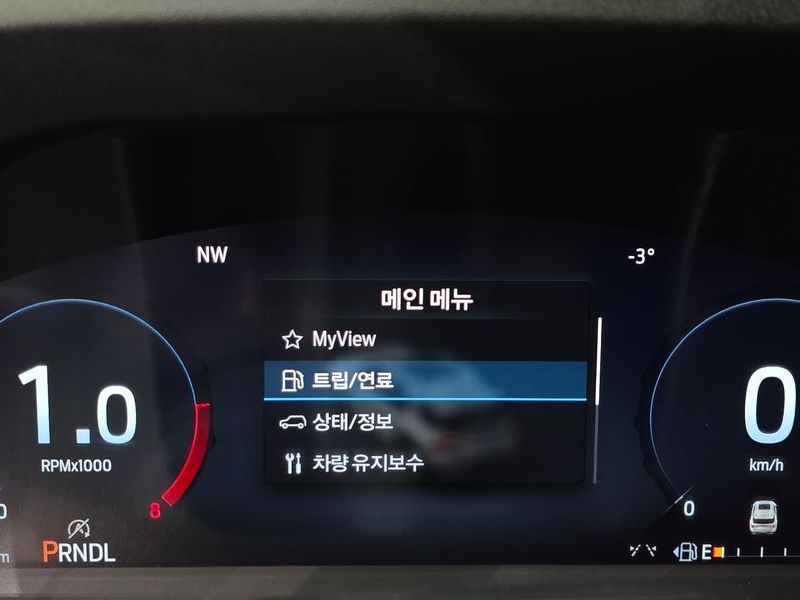 NW
-3°
메인 메뉴
MyView
트립/연료
상태/정보
차량 유지보수
1.0
RPMx1000
8
0
km/h
0
PRNDL
E